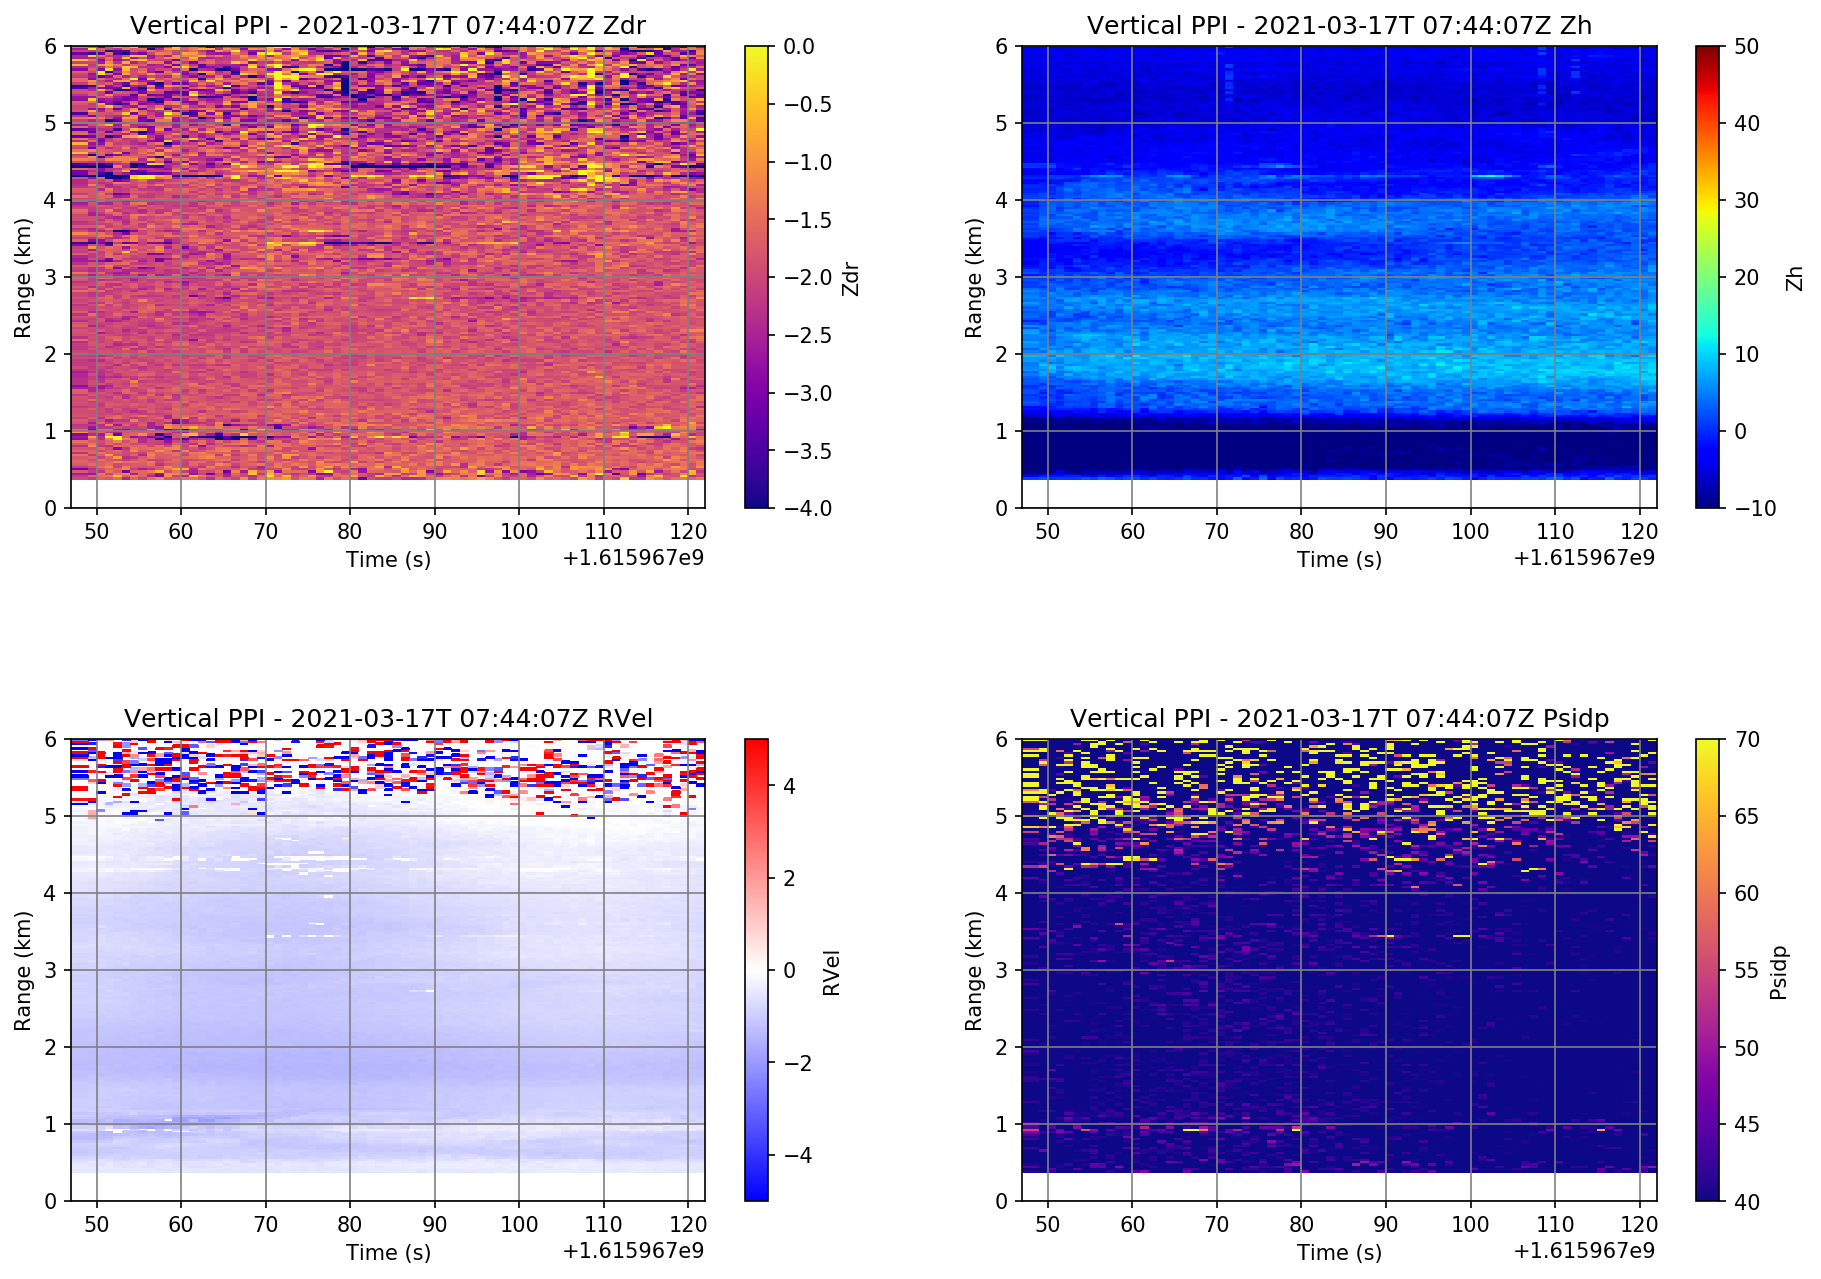 Vertical PPI - 2021-03-17T 07:44:07Z Zdr
6
5
4
3
2
1
0
Range (km)
50 60 70 80 90 100 110 120
Time (s)
+1.615967e9
0.0
−0.5
−1.0
−1.5
−2.0
−2.5
−3.0
−3.5
−4.0
Zdr
Vertical PPI - 2021-03-17T 07:44:07Z Zh
6
5
4
3
2
1
0
Range (km)
50 60 70 80 90 100 110 120
Time (s)
+1.615967e9
50
40
30
20
10
0
−10
Zh
Vertical PPI - 2021-03-17T 07:44:07Z RVel
6
5
4
3
2
1
0
Range (km)
50 60 70 80 90 100 110 120
Time (s)
+1.615967e9
4
2
0
−2
−4
RVel
Vertical PPI - 2021-03-17T 07:44:07Z Psidp
6
5
4
3
2
1
0
Range (km)
50 60 70 80 90 100 110 120
Time (s)
+1.615967e9
70
65
60
55
50
45
40
Psidp